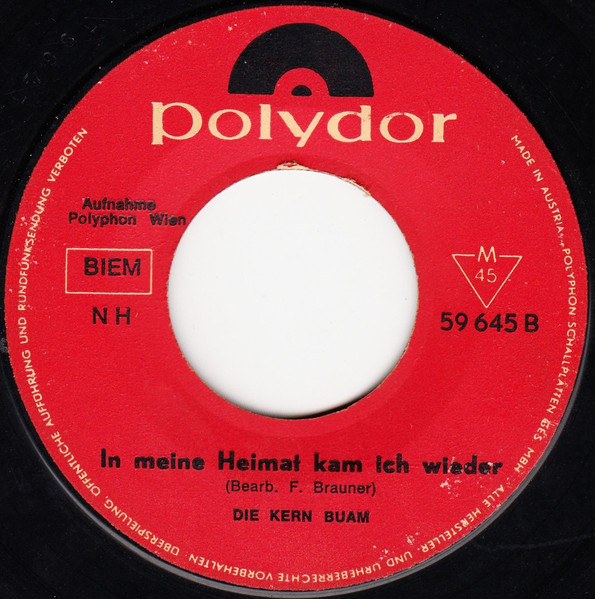 polydor
Aufnahme
Polyphon Wien
BIEM
NH
M
45
59 645 B
In meine Heimat kam ich wieder
(Bearb. F. Brauner)
DIE KERN BUAM
MADE IN AUSTRIA · POLYPHON SCHALLPLATTEN GES MBH · ALLE HERSTELLER- UND URHEBERRECHTE VORBEHALTEN. ÜBERSPIELUNG, ÖFFENTLICHE AUFFÜHRUNG UND RUNDFUNKSENDUNG VERBOTEN